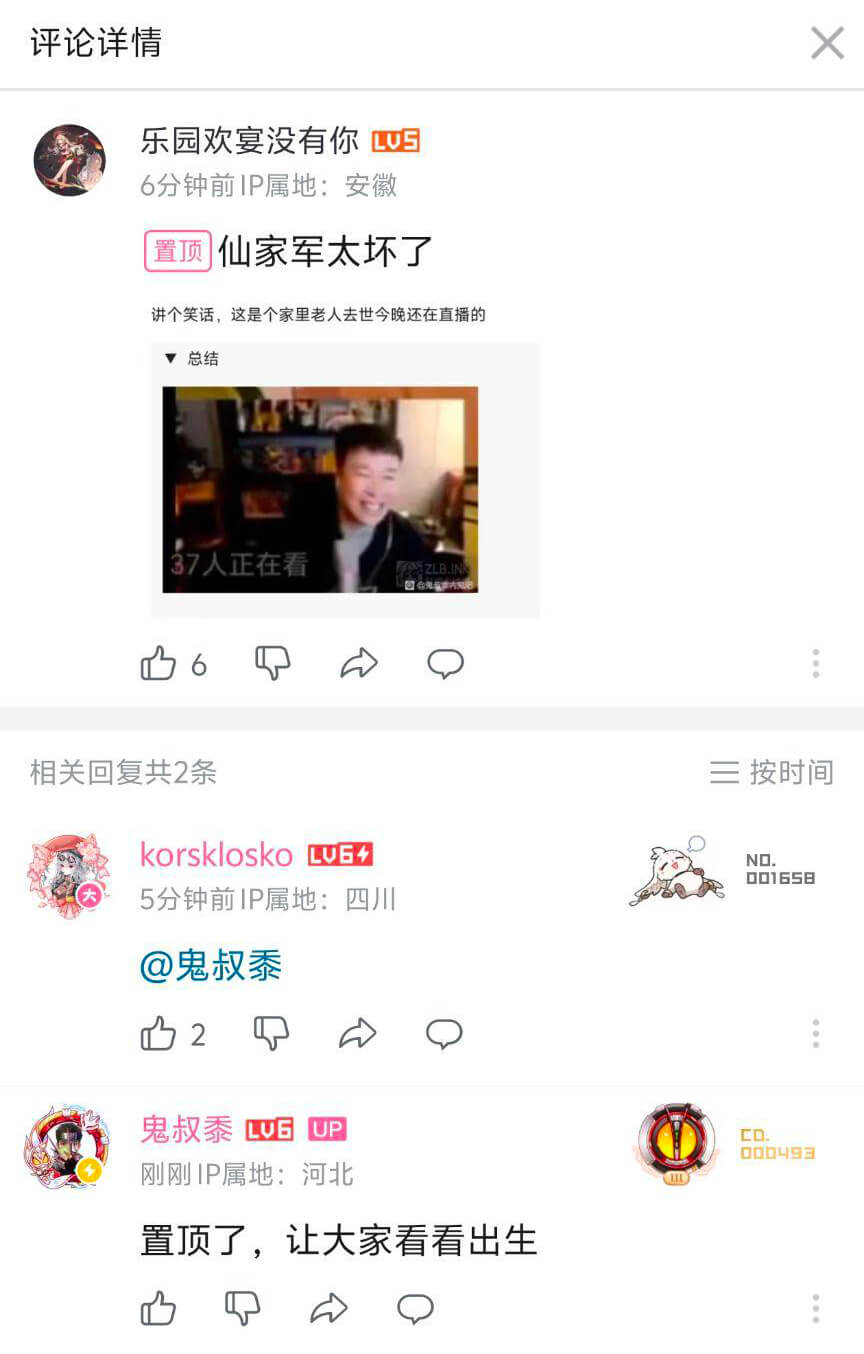 评论详情
乐园欢宴没有你 LV5
6分钟前 IP属地：安徽
置顶 仙家军太坏了
讲个笑话，这是个家里老人去世今晚还在直播的
▼ 总结
37人正在看
ZLB.INK
6
相关回复共2条
按时间
korsklosko LV6
大
NO.
001658
5分钟前 IP属地：四川
@鬼叔黍
2
鬼叔黍 LV6 UP
CD.
000493
III
刚刚 IP属地：河北
置顶了，让大家看看出生